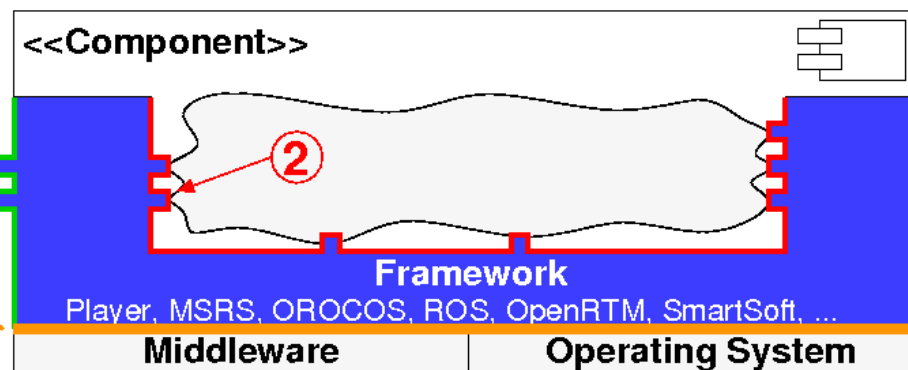 <<Component>>
2
Framework
Player, MSRS, OROCOS, ROS, OpenRTM, SmartSoft, ...
Middleware
Operating System